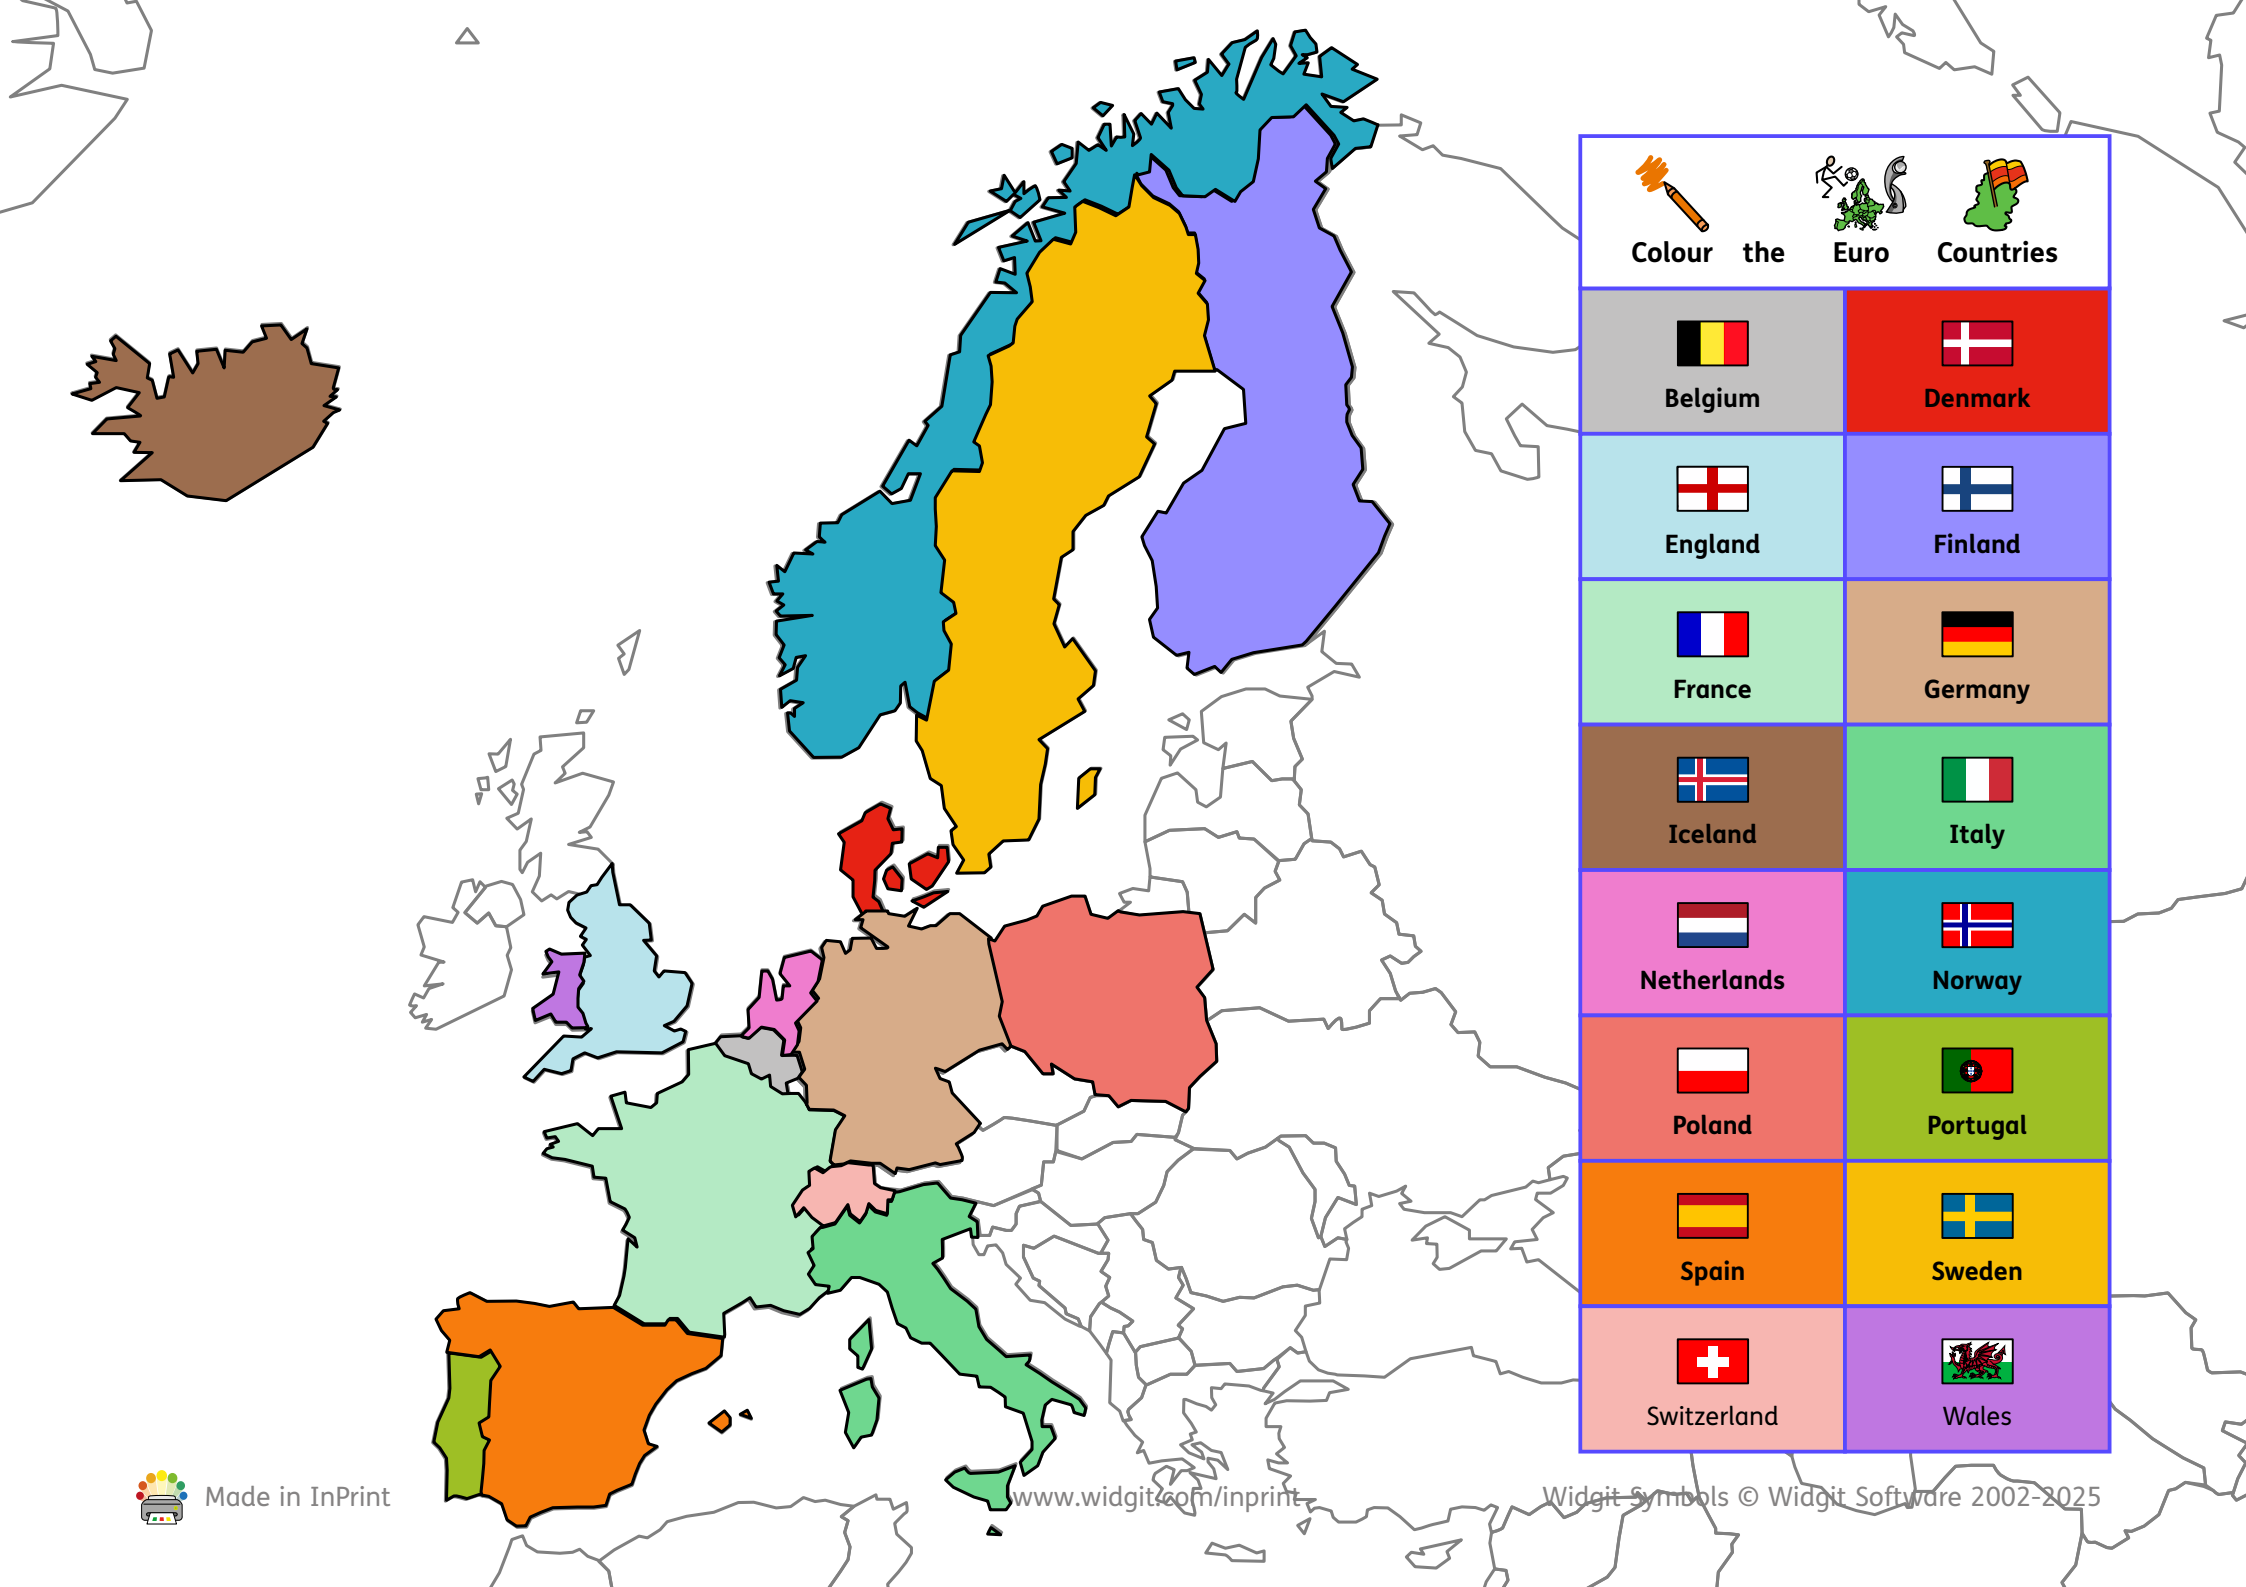 Colour the Euro Countries
Belgium Denmark
England Finland
France Germany
Iceland Italy
Netherlands Norway
Poland Portugal
Spain Sweden
Switzerland Wales
Made in InPrint www.widgit.com/inprint Widgit Symbols © Widgit Software 2002-2025